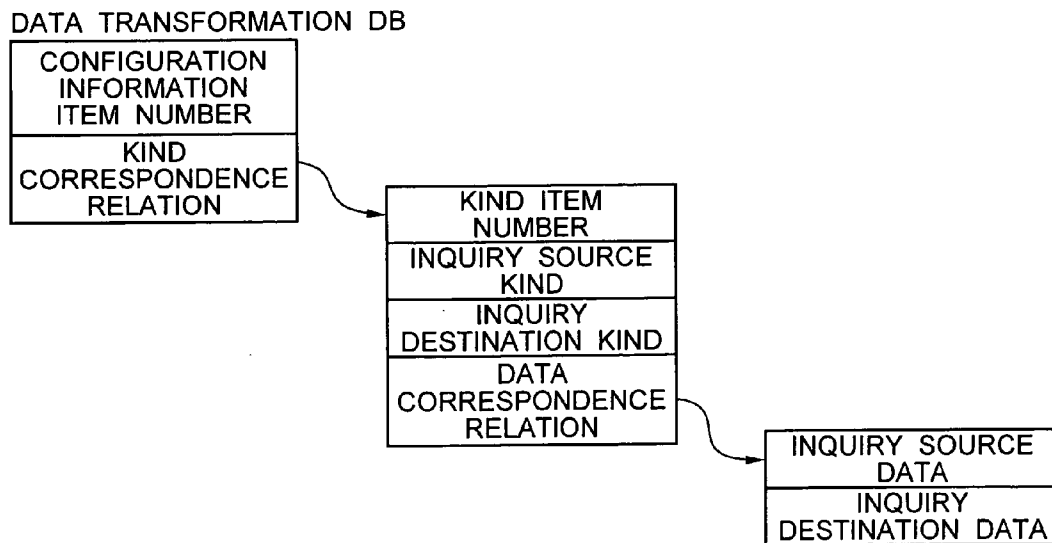 DATA TRANSFORMATION DB
CONFIGURATION
INFORMATION
ITEM NUMBER
KIND
CORRESPONDENCE
RELATION
KIND ITEM
NUMBER
INQUIRY SOURCE
KIND
INQUIRY
DESTINATION KIND
DATA
CORRESPONDENCE
RELATION
INQUIRY SOURCE
DATA
INQUIRY
DESTINATION DATA